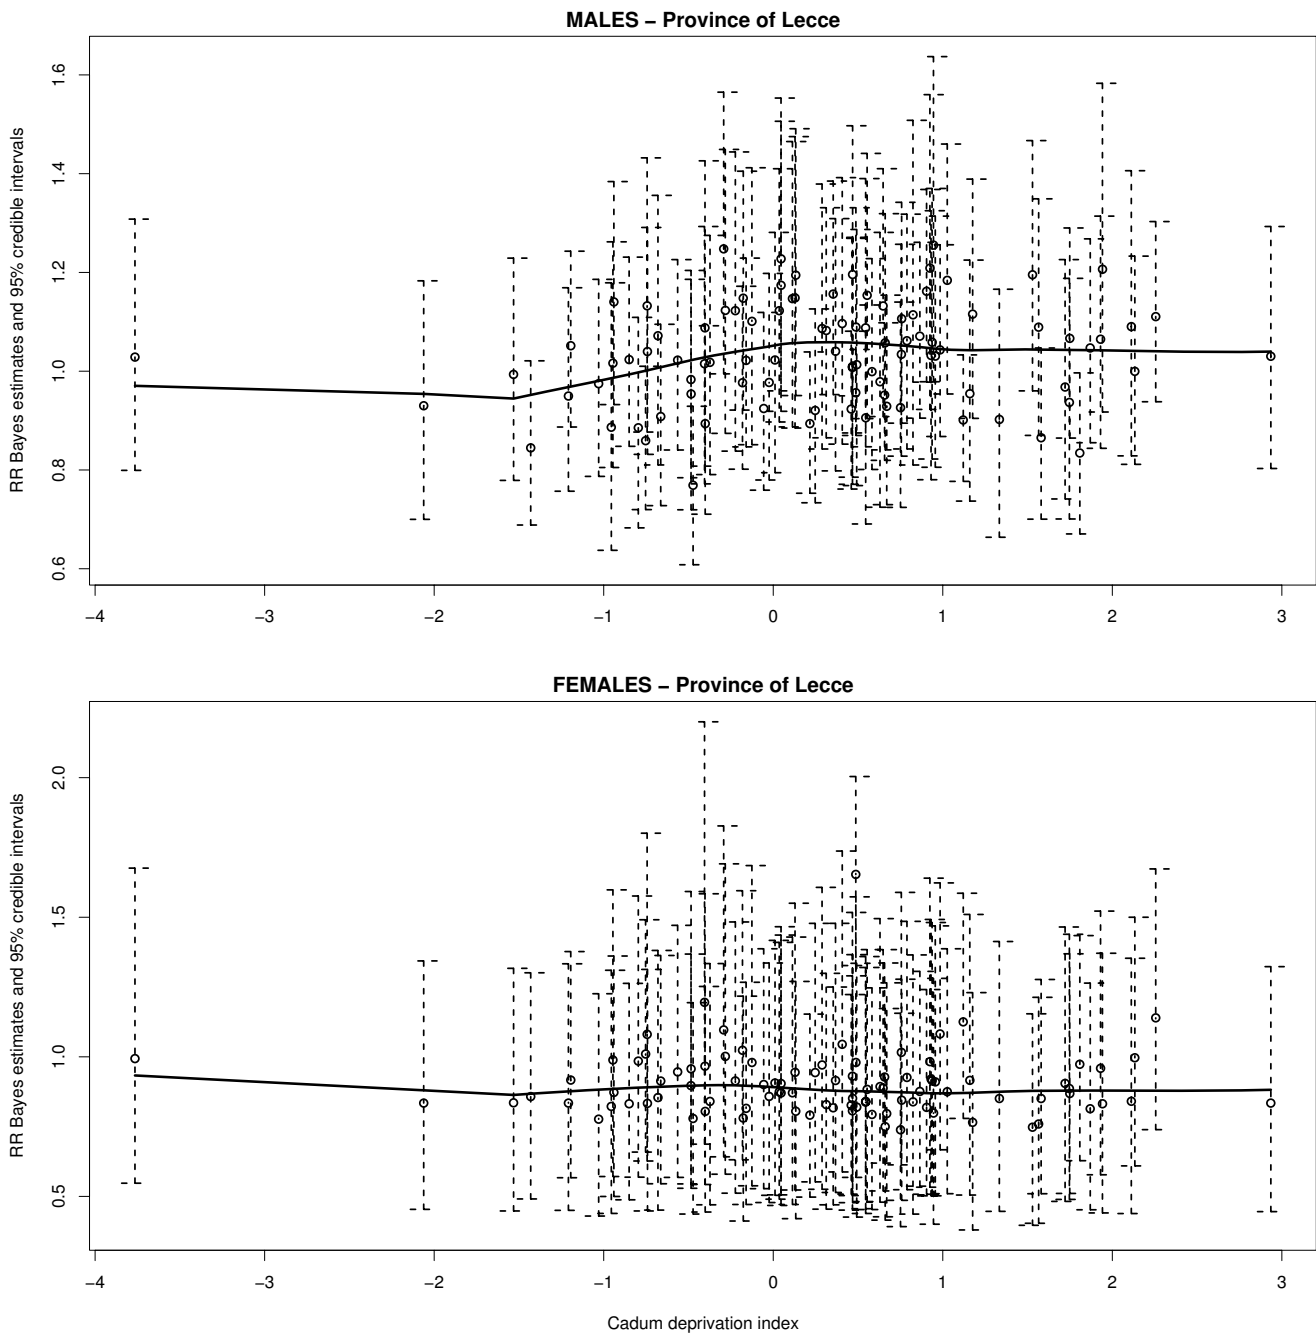 MALES − Province of Lecce
RR Bayes estimates and 95% credible intervals
1.6
1.4
1.2
1.0
0.8
0.6
−4 −3 −2 −1 0 1 2 3
FEMALES − Province of Lecce
RR Bayes estimates and 95% credible intervals
2.0
1.5
1.0
0.5
−4 −3 −2 −1 0 1 2 3
Cadum deprivation index